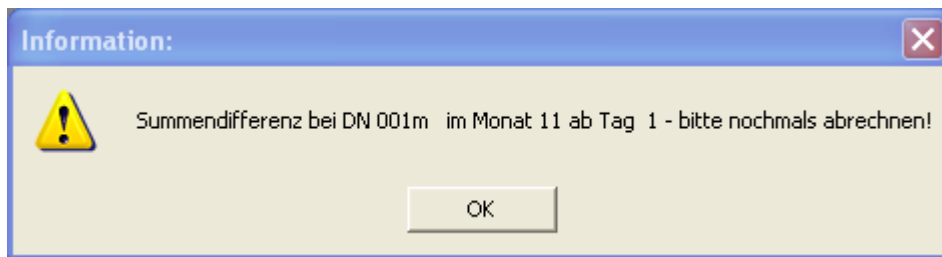 Information:
Summendifferenz bei DN 001m im Monat 11 ab Tag 1 - bitte nochmals abrechnen!
OK